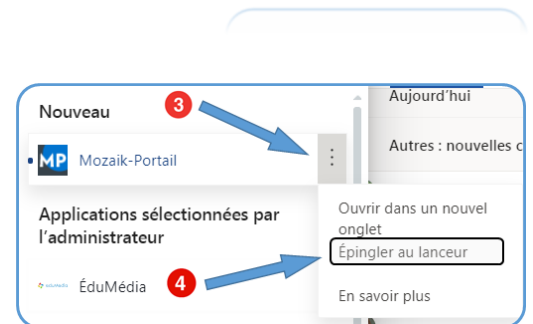 Nouveau
3
MP Mozaik-Portail
Applications sélectionnées par
l'administrateur
ÉduMédia
4
Aujourd'hui
Autres : nouvelles c
Ouvrir dans un nouvel
onglet
Épingler au lanceur
En savoir plus